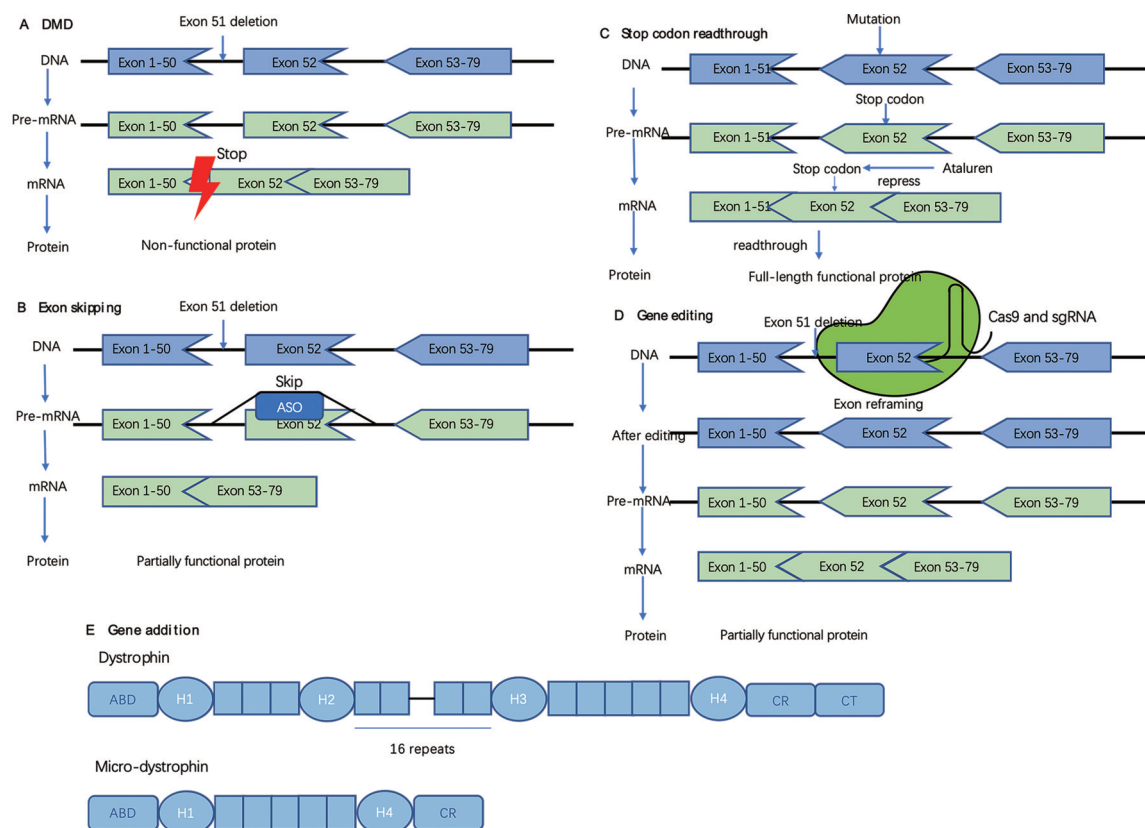 A DMD
Exon 51 deletion
DNA
Exon 1-50
Exon 52
Exon 53-79
Pre-mRNA
Exon 1-50
Exon 52
Exon 53-79
Stop
mRNA
Exon 1-50
Exon 52
Exon 53-79
Protein
Non-functional protein
B Exon skipping
Exon 51 deletion
DNA
Exon 1-50
Exon 52
Exon 53-79
Skip
ASO
Pre-mRNA
Exon 1-50
Exon 52
Exon 53-79
mRNA
Exon 1-50
Exon 53-79
Protein
Partially functional protein
C Stop codon readthrough
Mutation
DNA
Exon 1-51
Exon 52
Exon 53-79
Stop codon
Pre-mRNA
Exon 1-51
Exon 52
Exon 53-79
Stop codon
Ataluren
repress
mRNA
Exon 1-51
Exon 52
Exon 53-79
readthrough
Protein
Full-length functional protein
D Gene editing
Exon 51 deletion
Cas9 and sgRNA
DNA
Exon 1-50
Exon 52
Exon 53-79
Exon reframing
After editing
Exon 1-50
Exon 52
Exon 53-79
Pre-mRNA
Exon 1-50
Exon 52
Exon 53-79
mRNA
Exon 1-50
Exon 52
Exon 53-79
Protein
Partially functional protein
E Gene addition
Dystrophin
ABD
H1
H2
H3
H4
CR
CT
16 repeats
Micro-dystrophin
ABD
H1
H4
CR